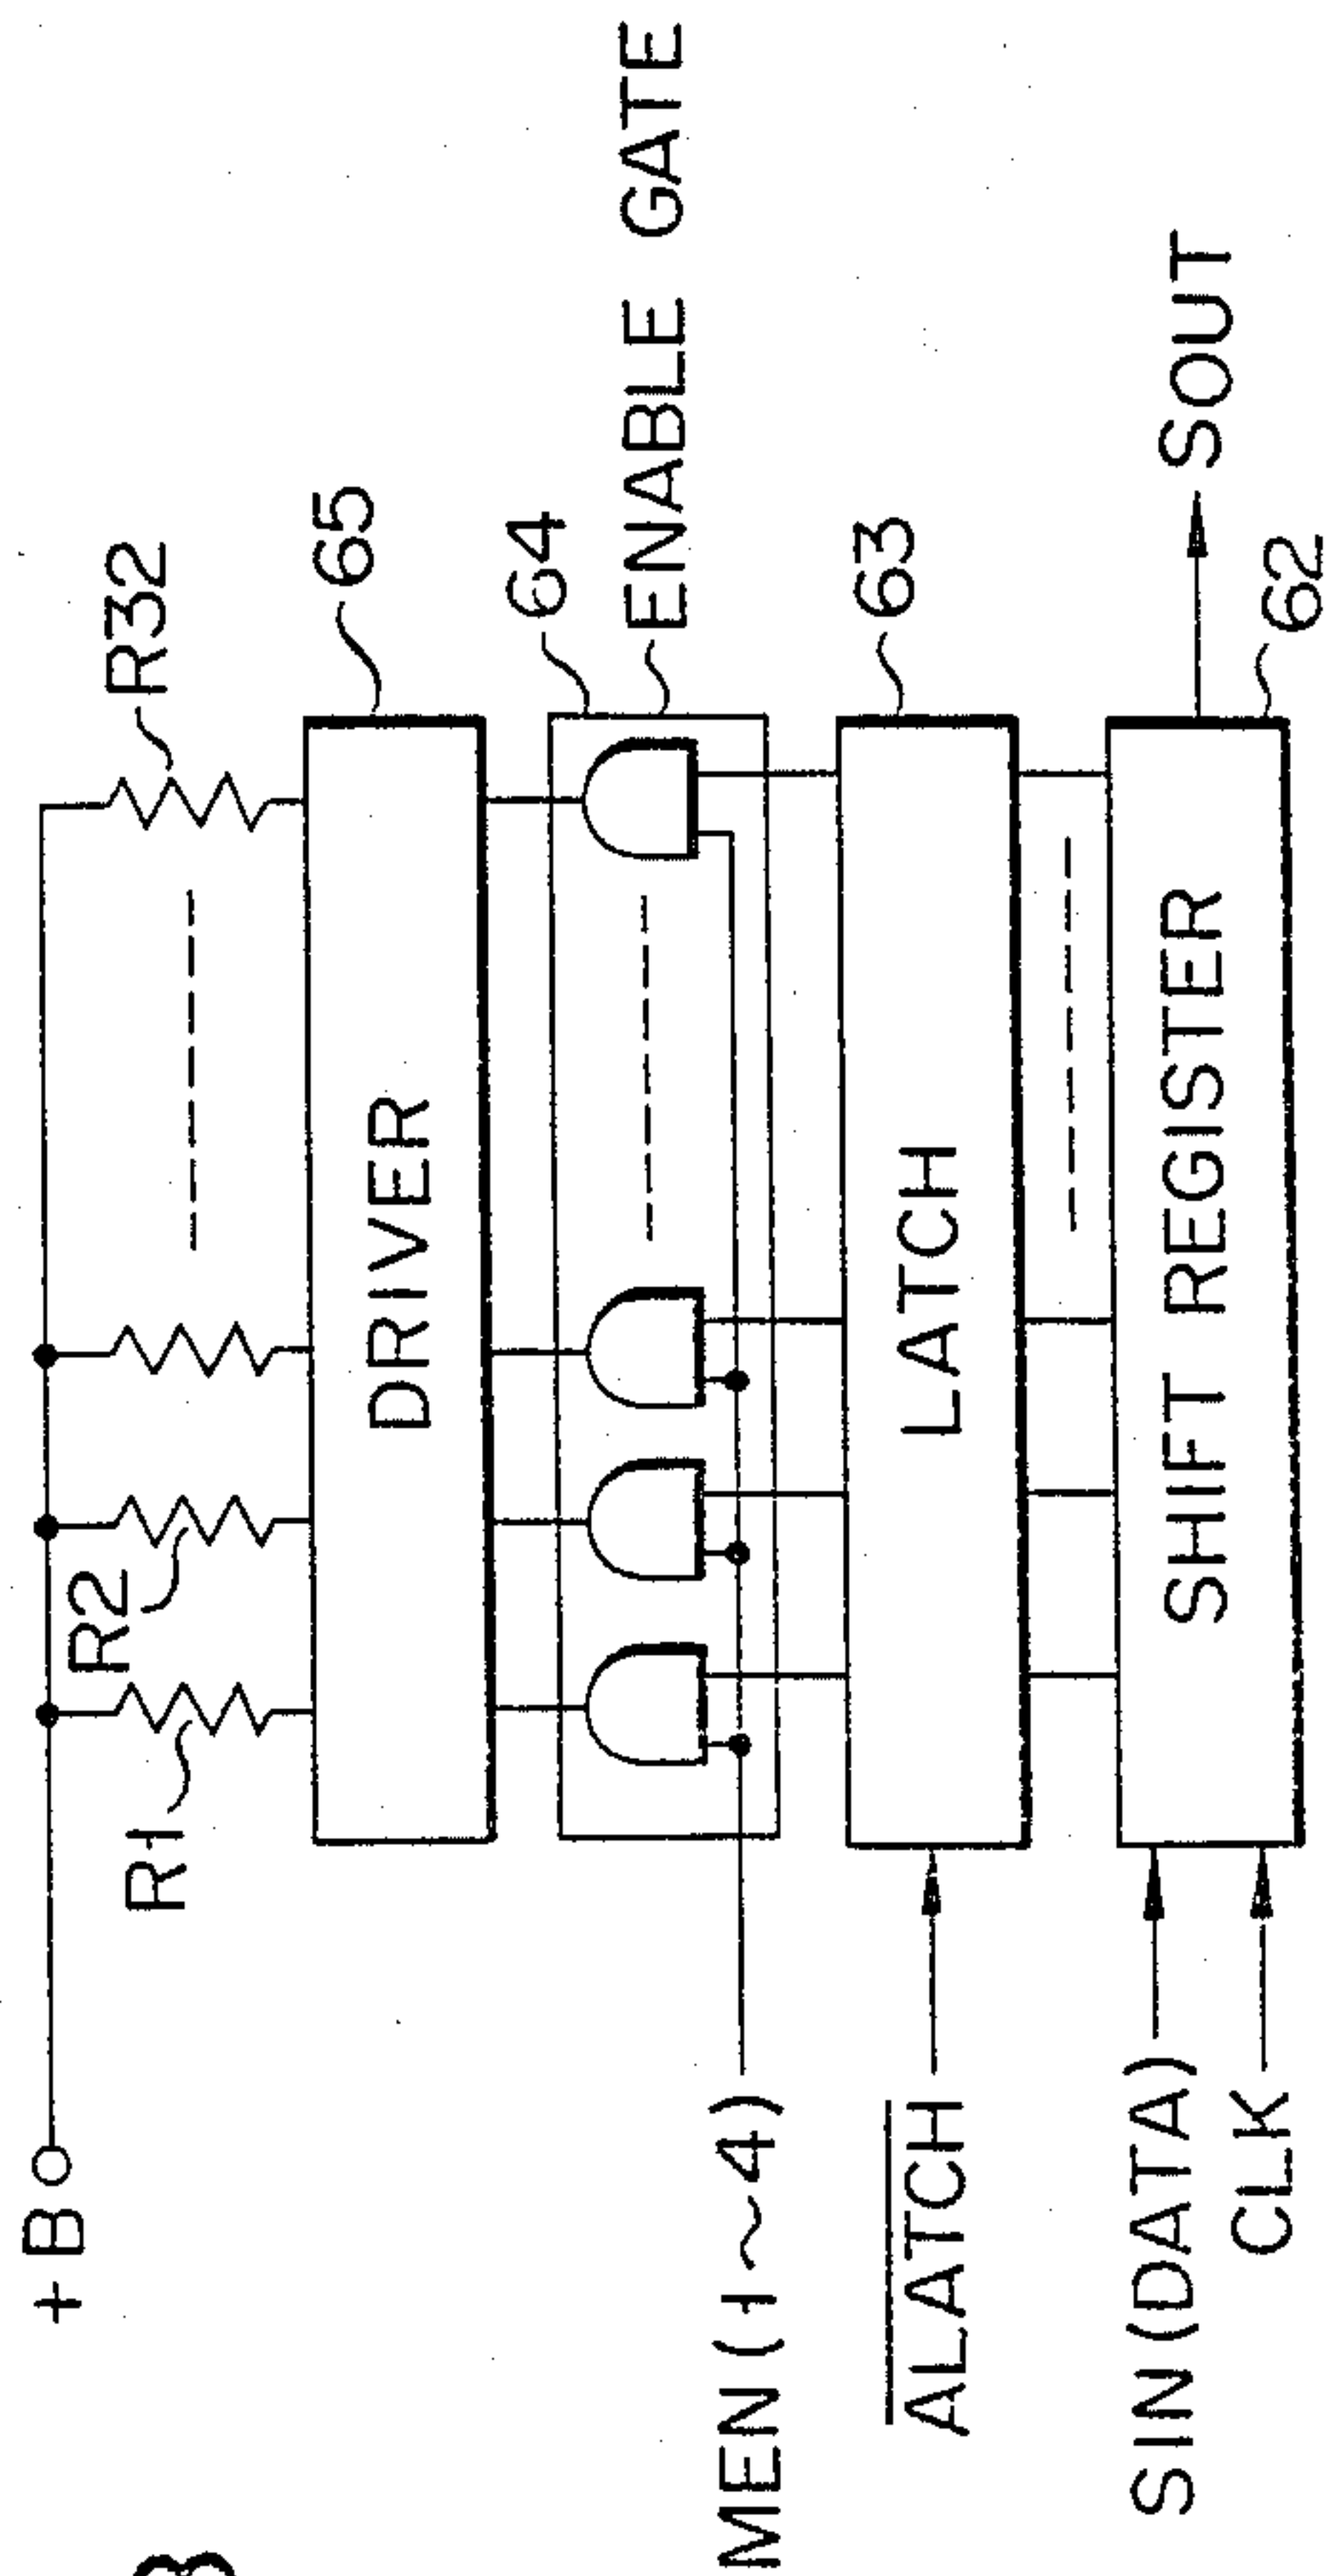 +B
R1
R2
R32
DRIVER
65
64
ENABLE GATE
MEN(1~4)
ALATCH
LATCH
63
SIN(DATA)
CLK
SHIFT REGISTER
SOUT
62